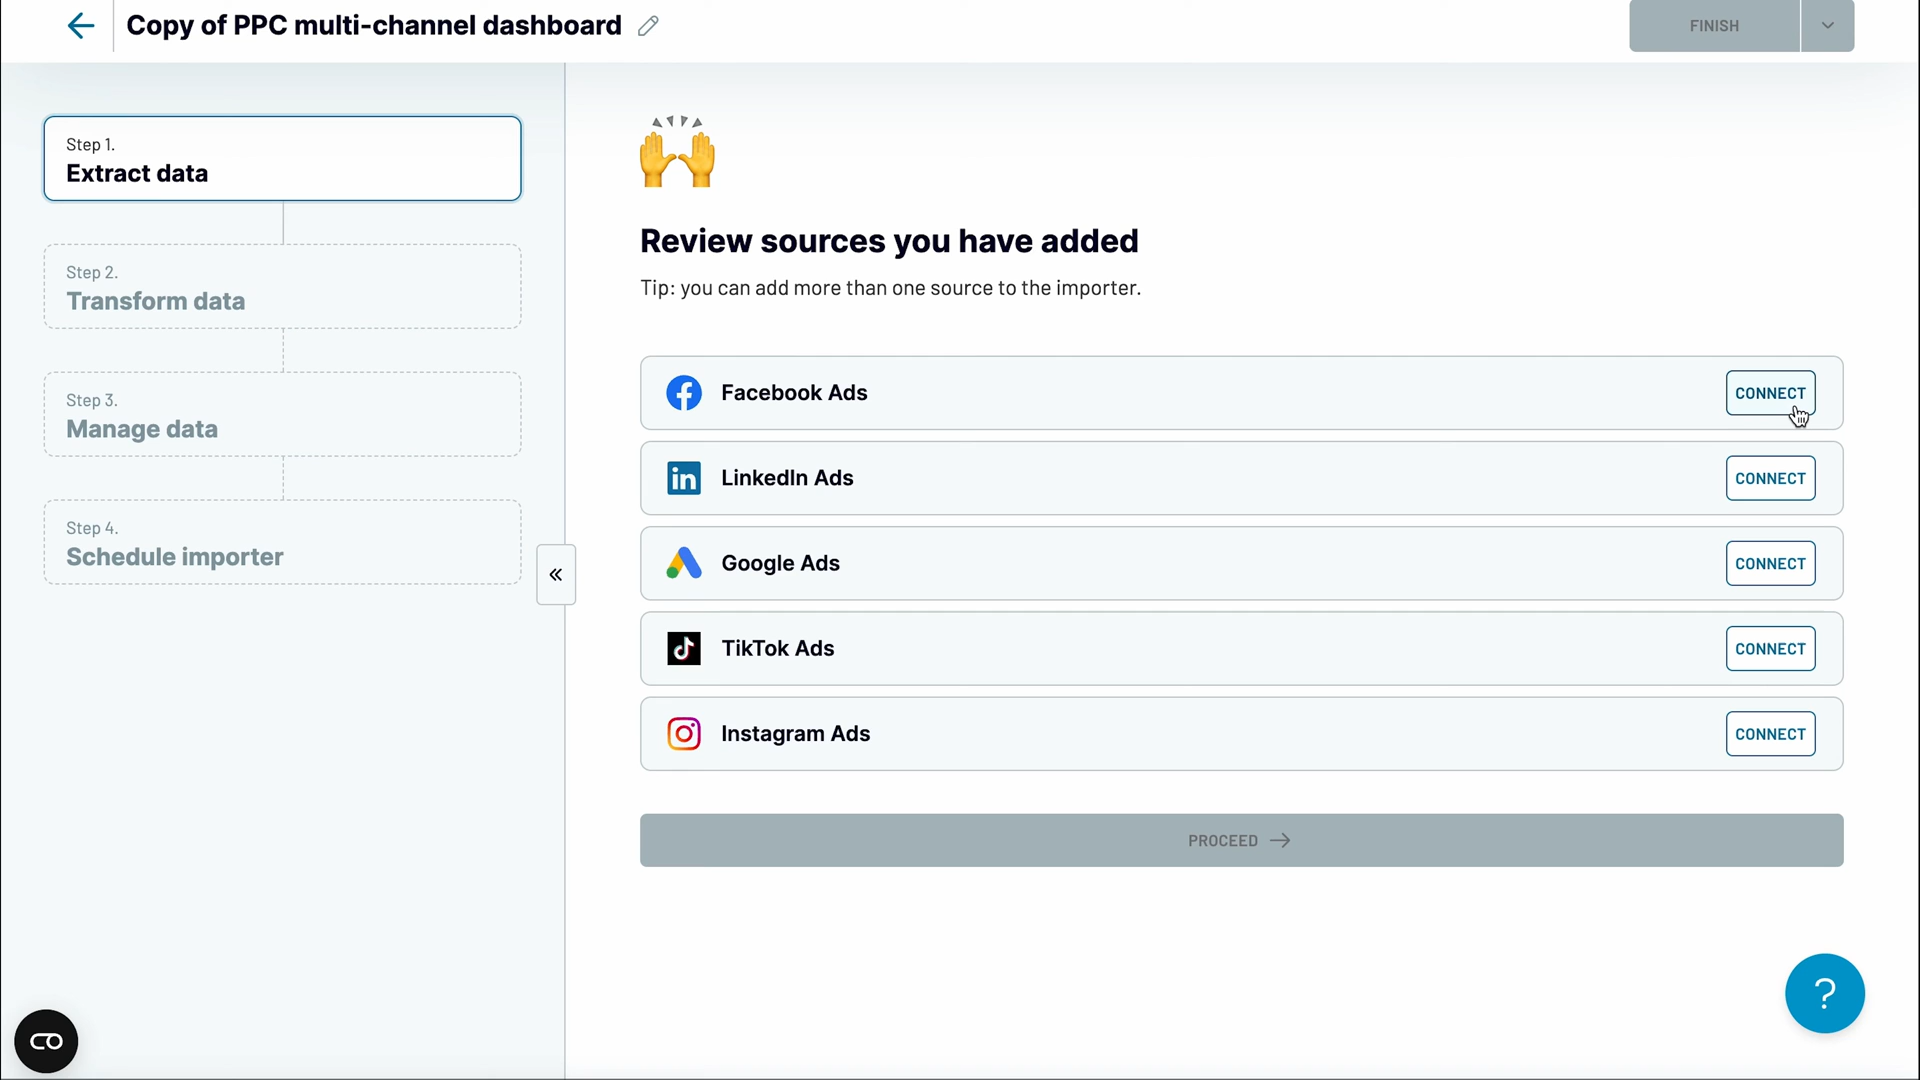 Copy of PPC multi-channel dashboard
FINISH
Step 1.
Extract data
Step 2.
Transform data
Step 3.
Manage data
Step 4.
Schedule importer
«
Review sources you have added
Tip: you can add more than one source to the importer.
Facebook Ads
CONNECT
in
LinkedIn Ads
CONNECT
Google Ads
CONNECT
TikTok Ads
CONNECT
Instagram Ads
CONNECT
PROCEED →
?